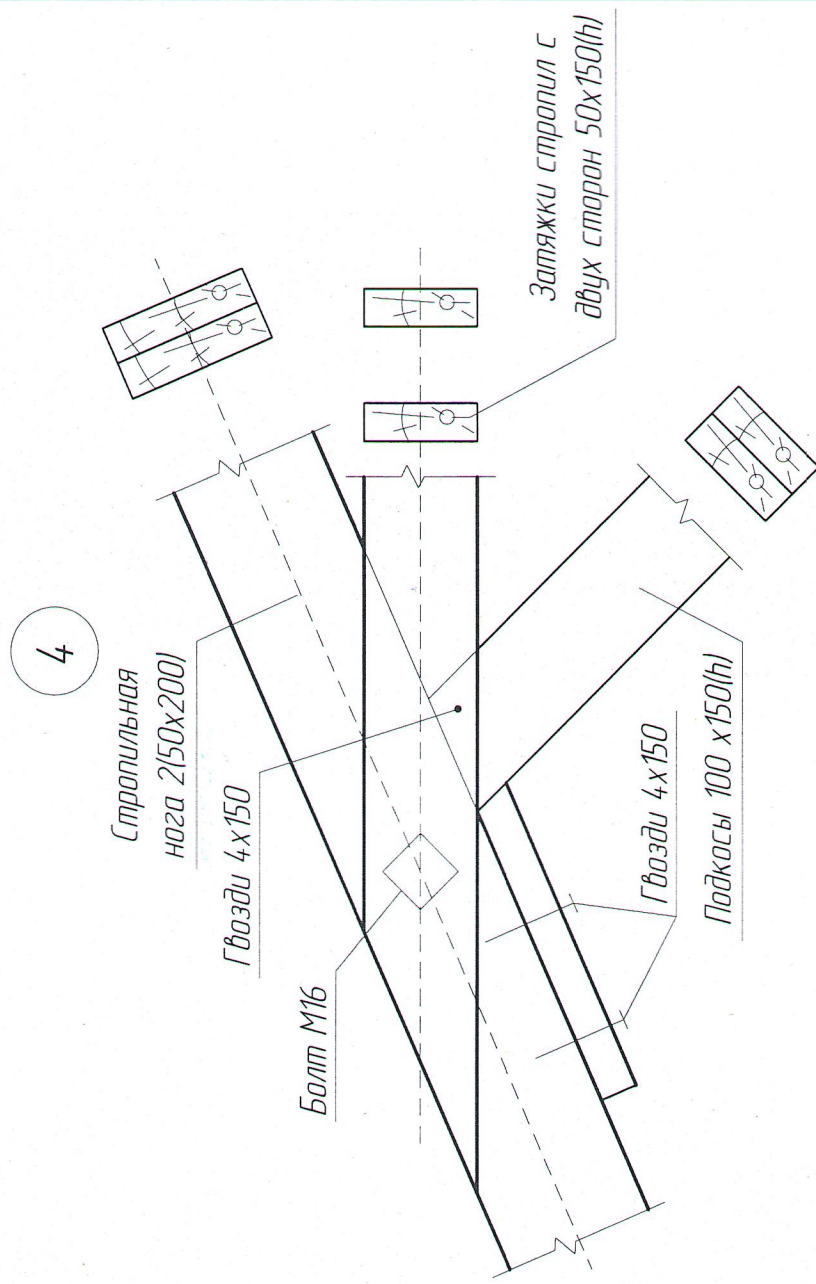 4
Стропильная
нога 2(50х200)
Гвозди 4х150
Болт М16
Затяжки стропил с
двух сторон 50х150(h)
Гвозди 4х150
Подкосы 100 х150(h)